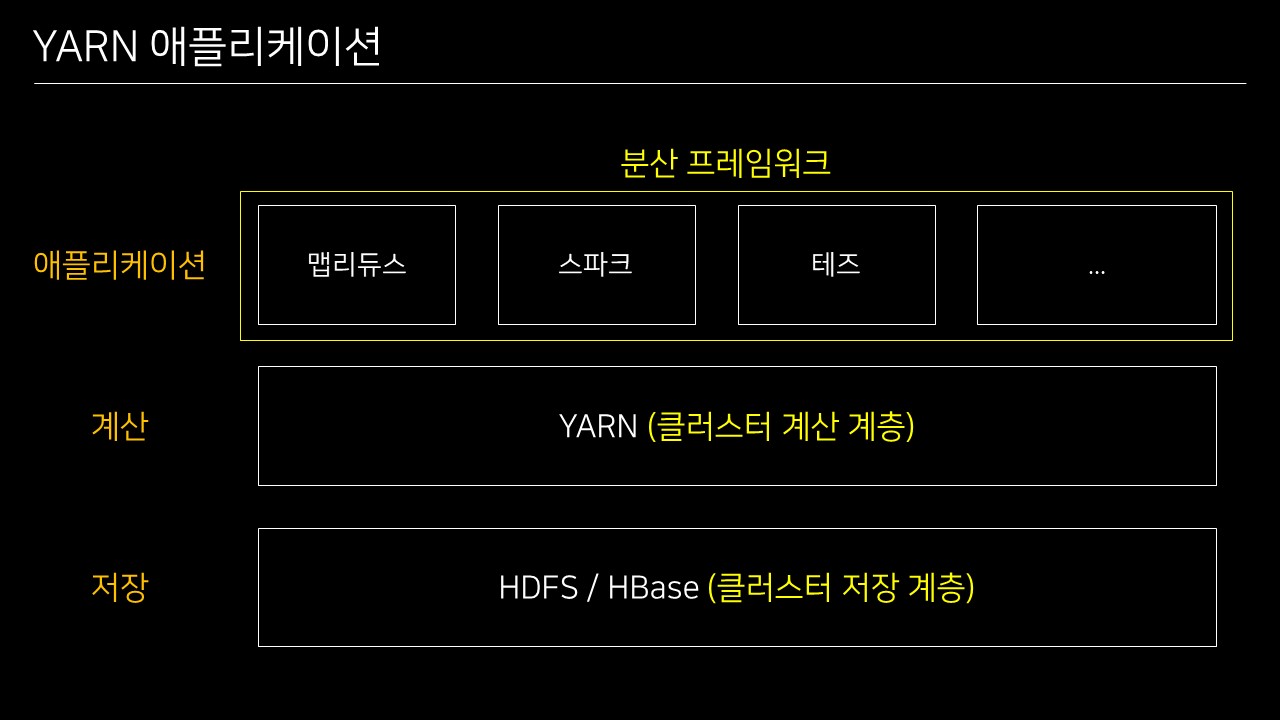 YARN 애플리케이션
분산 프레임워크
애플리케이션
맵리듀스
스파크
테즈
...
계산
YARN (클러스터 계산 계층)
저장
HDFS / HBase (클러스터 저장 계층)